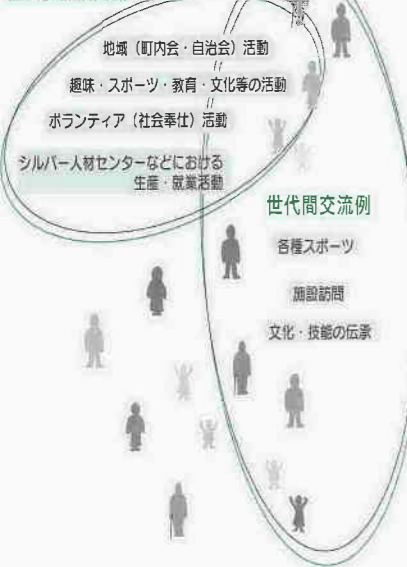 地域（町内会・自治会）活動
趣味・スポーツ・教育・文化等の活動
ボランティア（社会奉仕）活動
シルバー人材センターなどにおける
生産・就業活動
世代間交流例
各種スポーツ
施設訪問
文化・技能の伝承